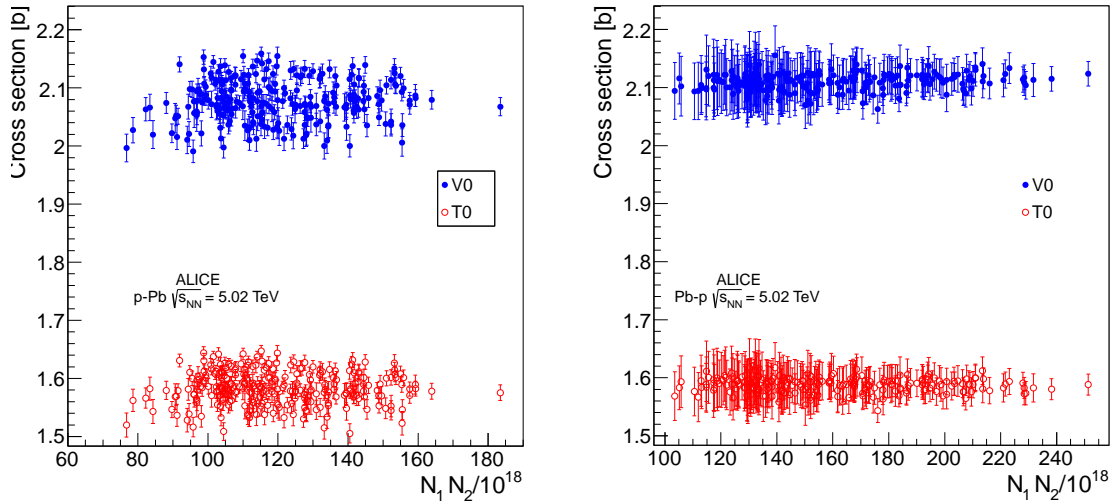 Cross section [b]
2.2
2.1
2
1.9
1.8
1.7
1.6
1.5
V0
T0
ALICE
p-Pb √sNN = 5.02 TeV
60 80 100 120 140 160 180
N1 N2/10^18
Cross section [b]
2.2
2.1
2
1.9
1.8
1.7
1.6
1.5
V0
T0
ALICE
Pb-p √sNN = 5.02 TeV
100 120 140 160 180 200 220 240
N1 N2/10^18